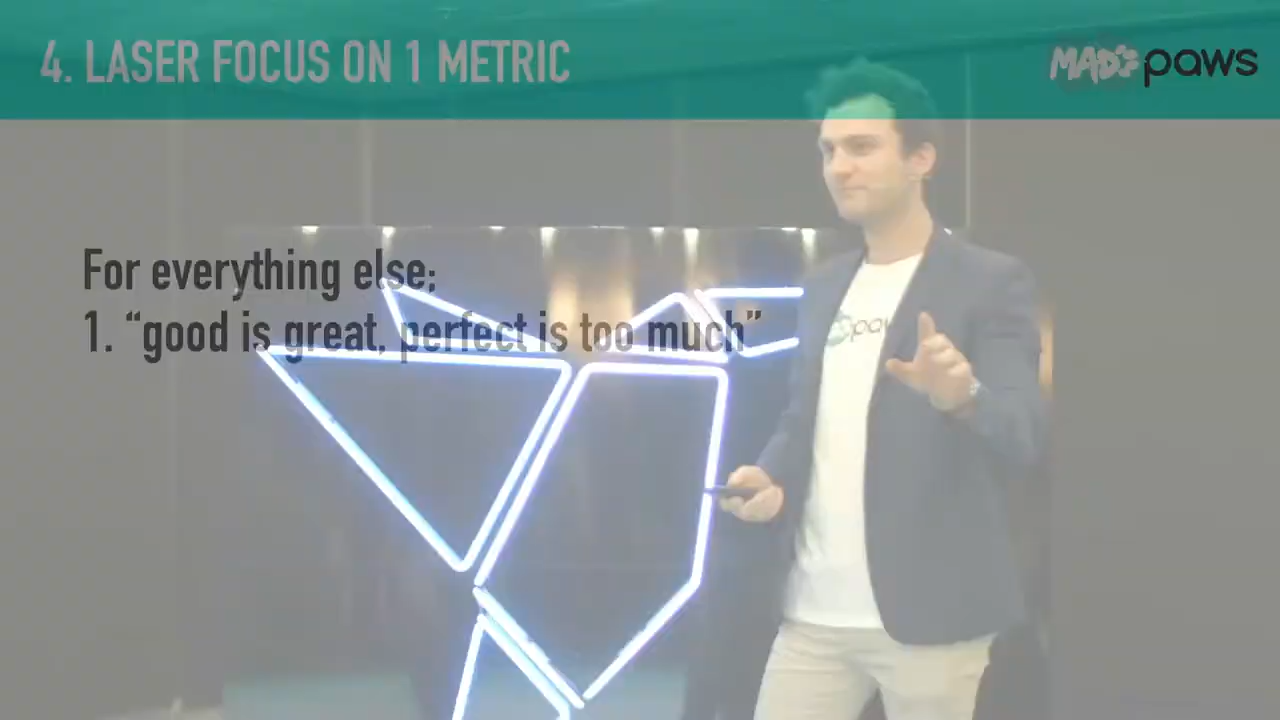 4. LASER FOCUS ON 1 METRIC
MAD paws
For everything else;
1. “good is great, perfect is too much”
paw